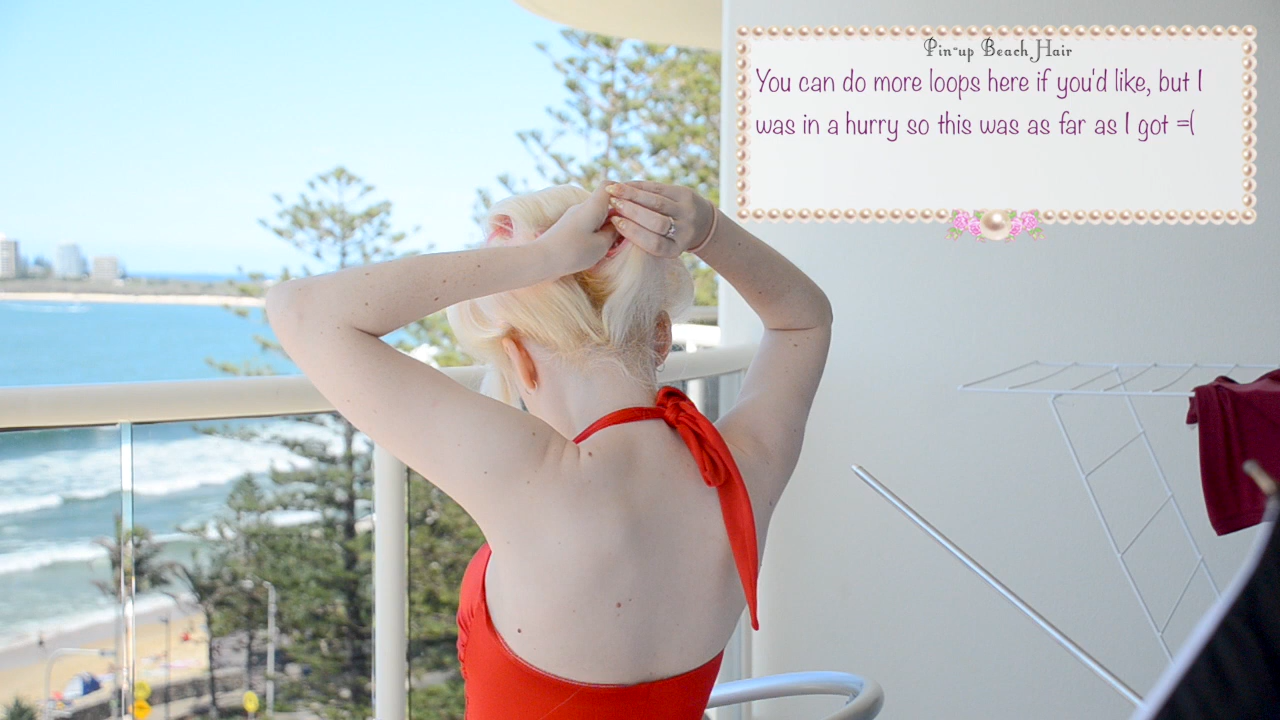 Pin-up Beach Hair
You can do more loops here if you'd like, but I
was in a hurry so this was as far as I got =(